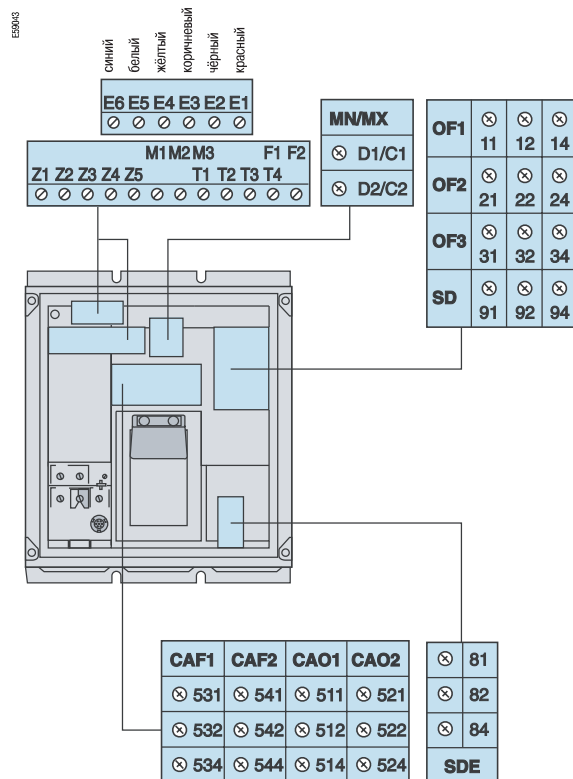 E59043
синий
белый
жёлтый
коричневый
чёрный
красный
E6 E5 E4 E3 E2 E1
M1 M2 M3 F1 F2
Z1 Z2 Z3 Z4 Z5 T1 T2 T3 T4
MN/MX
D1/C1
D2/C2
OF1 11 12 14
OF2 21 22 24
OF3 31 32 34
SD 91 92 94
CAF1 CAF2 CAO1 CAO2
531 541 511 521
532 542 512 522
534 544 514 524
81
82
84
SDE